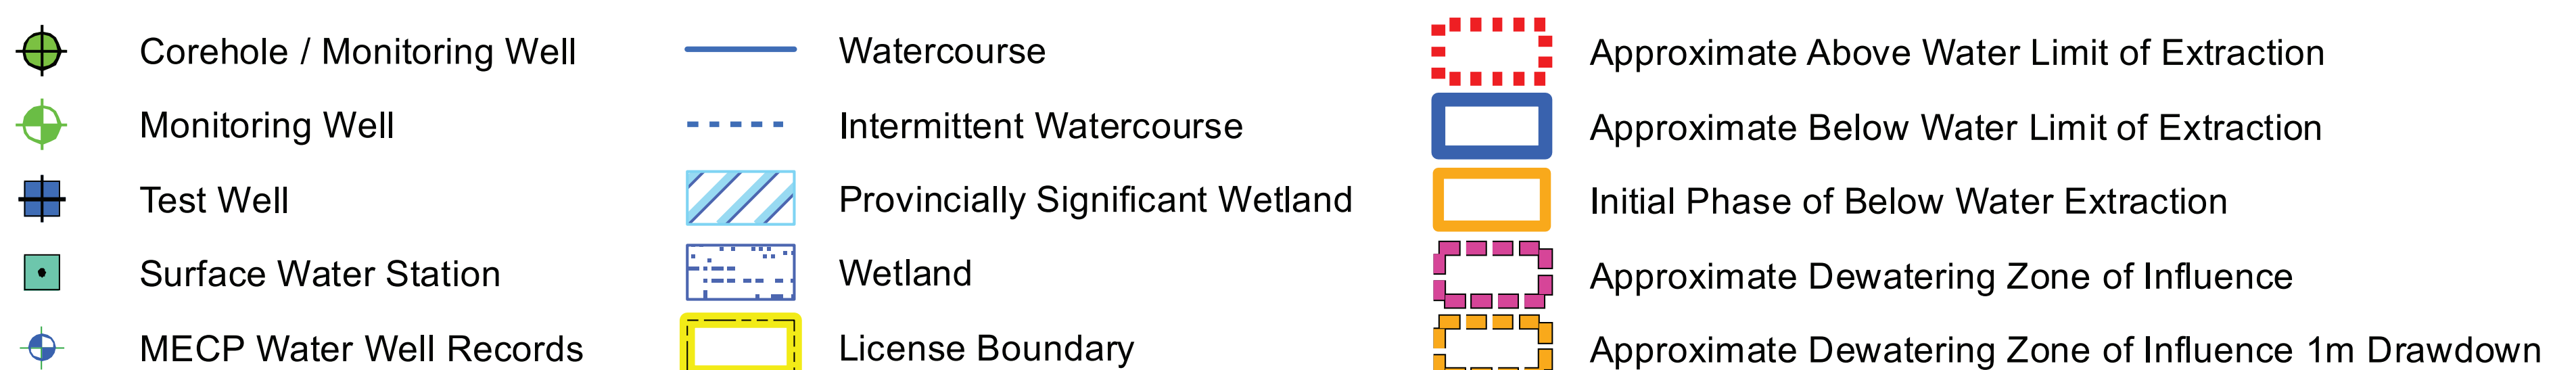 Corehole / Monitoring Well
Monitoring Well
Test Well
Surface Water Station
MECP Water Well Records
Watercourse
Intermittent Watercourse
Provincially Significant Wetland
Wetland
License Boundary
Approximate Above Water Limit of Extraction
Approximate Below Water Limit of Extraction
Initial Phase of Below Water Extraction
Approximate Dewatering Zone of Influence
Approximate Dewatering Zone of Influence 1m Drawdown